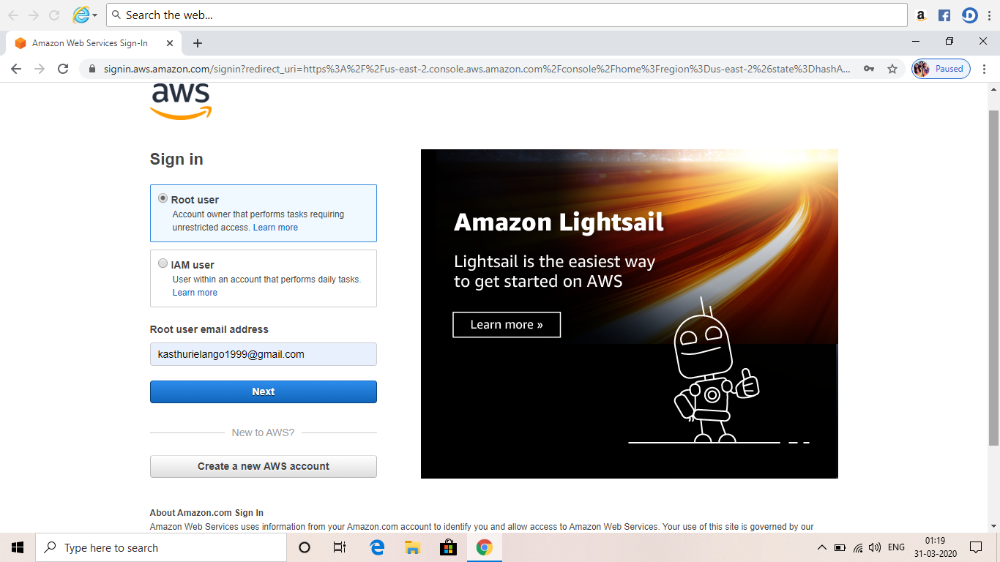 Search the web...
Amazon Web Services Sign-In
signin.aws.amazon.com/signin?redirect_uri=https%3A%2F%2Fus-east-2.console.aws.amazon.com%2Fconsole%2Fhome%3Fregion%3Dus-east-2%26state%3DhashA...
Paused
aws
Sign in
Root user
Account owner that performs tasks requiring
unrestricted access. Learn more
IAM user
User within an account that performs daily tasks.
Learn more
Root user email address
kasthurielango1999@gmail.com
Next
New to AWS?
Create a new AWS account
Amazon Lightsail
Lightsail is the easiest way
to get started on AWS
Learn more »
About Amazon.com Sign In
Amazon Web Services uses information from your Amazon.com account to identify you and allow access to Amazon Web Services. Your use of this site is governed by our
Type here to search
ENG
01:19
31-03-2020